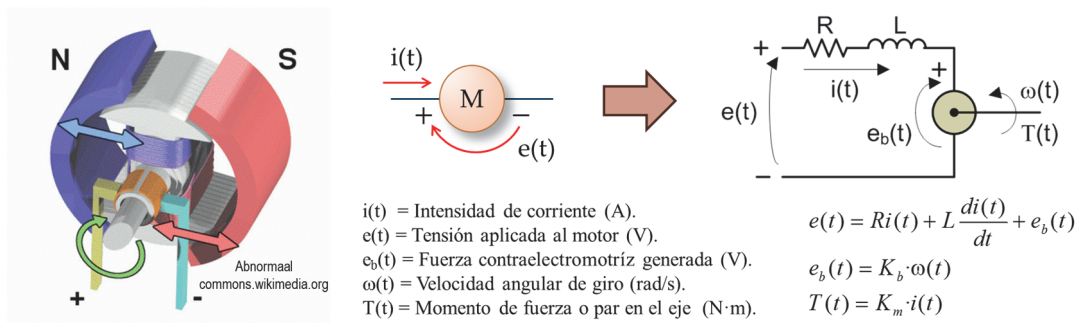 N
S
+
-
Abnormaal
commons.wikimedia.org
i(t)
M
+
−
e(t)
R
L
+
+
i(t)
e(t)
e_b(t)
ω(t)
T(t)
−
i(t) = Intensidad de corriente (A).
e(t) = Tensión aplicada al motor (V).
e_b(t) = Fuerza contraelectromotríz generada (V).
ω(t) = Velocidad angular de giro (rad/s).
T(t) = Momento de fuerza o par en el eje (N·m).
e(t) = Ri(t) + L di(t)/dt + e_b(t)
e_b(t) = K_b·ω(t)
T(t) = K_m·i(t)